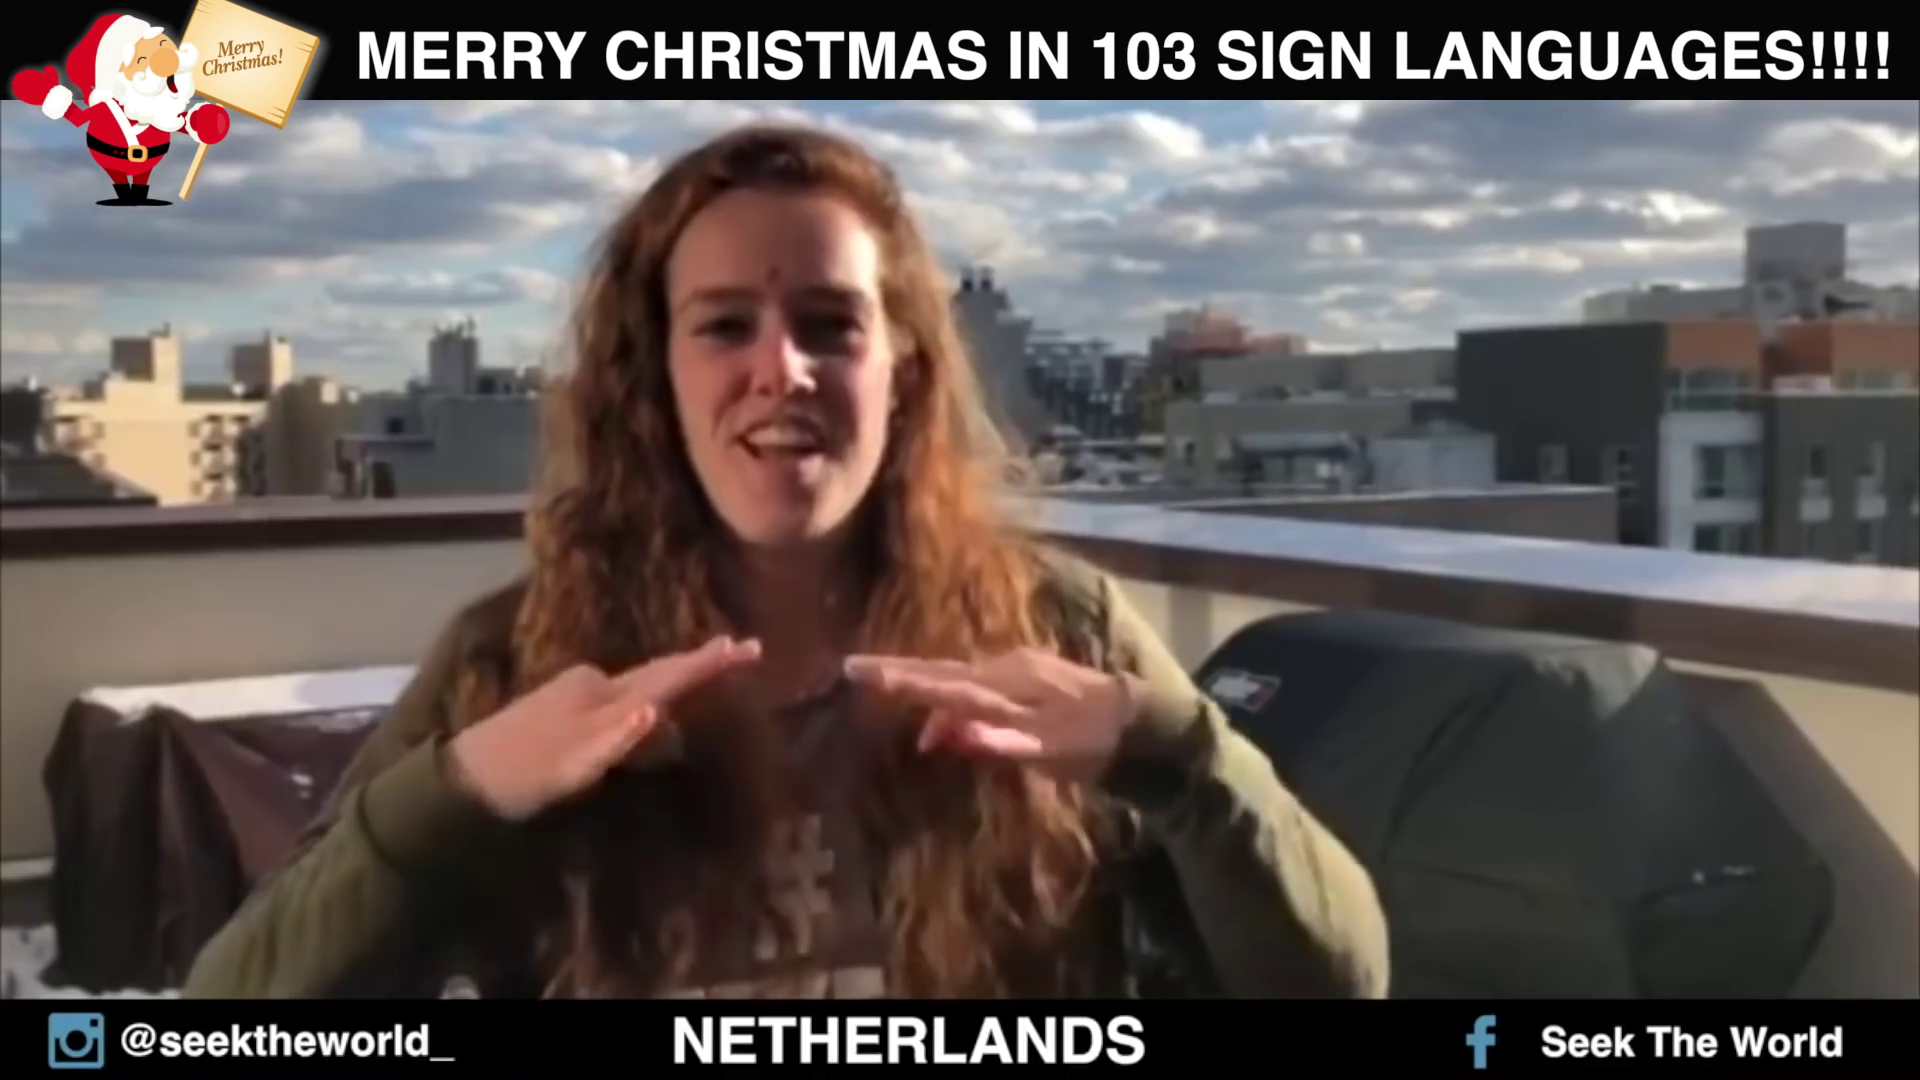 Merry
Christmas!
MERRY CHRISTMAS IN 103 SIGN LANGUAGES!!!!
@seektheworld_
NETHERLANDS
Seek The World